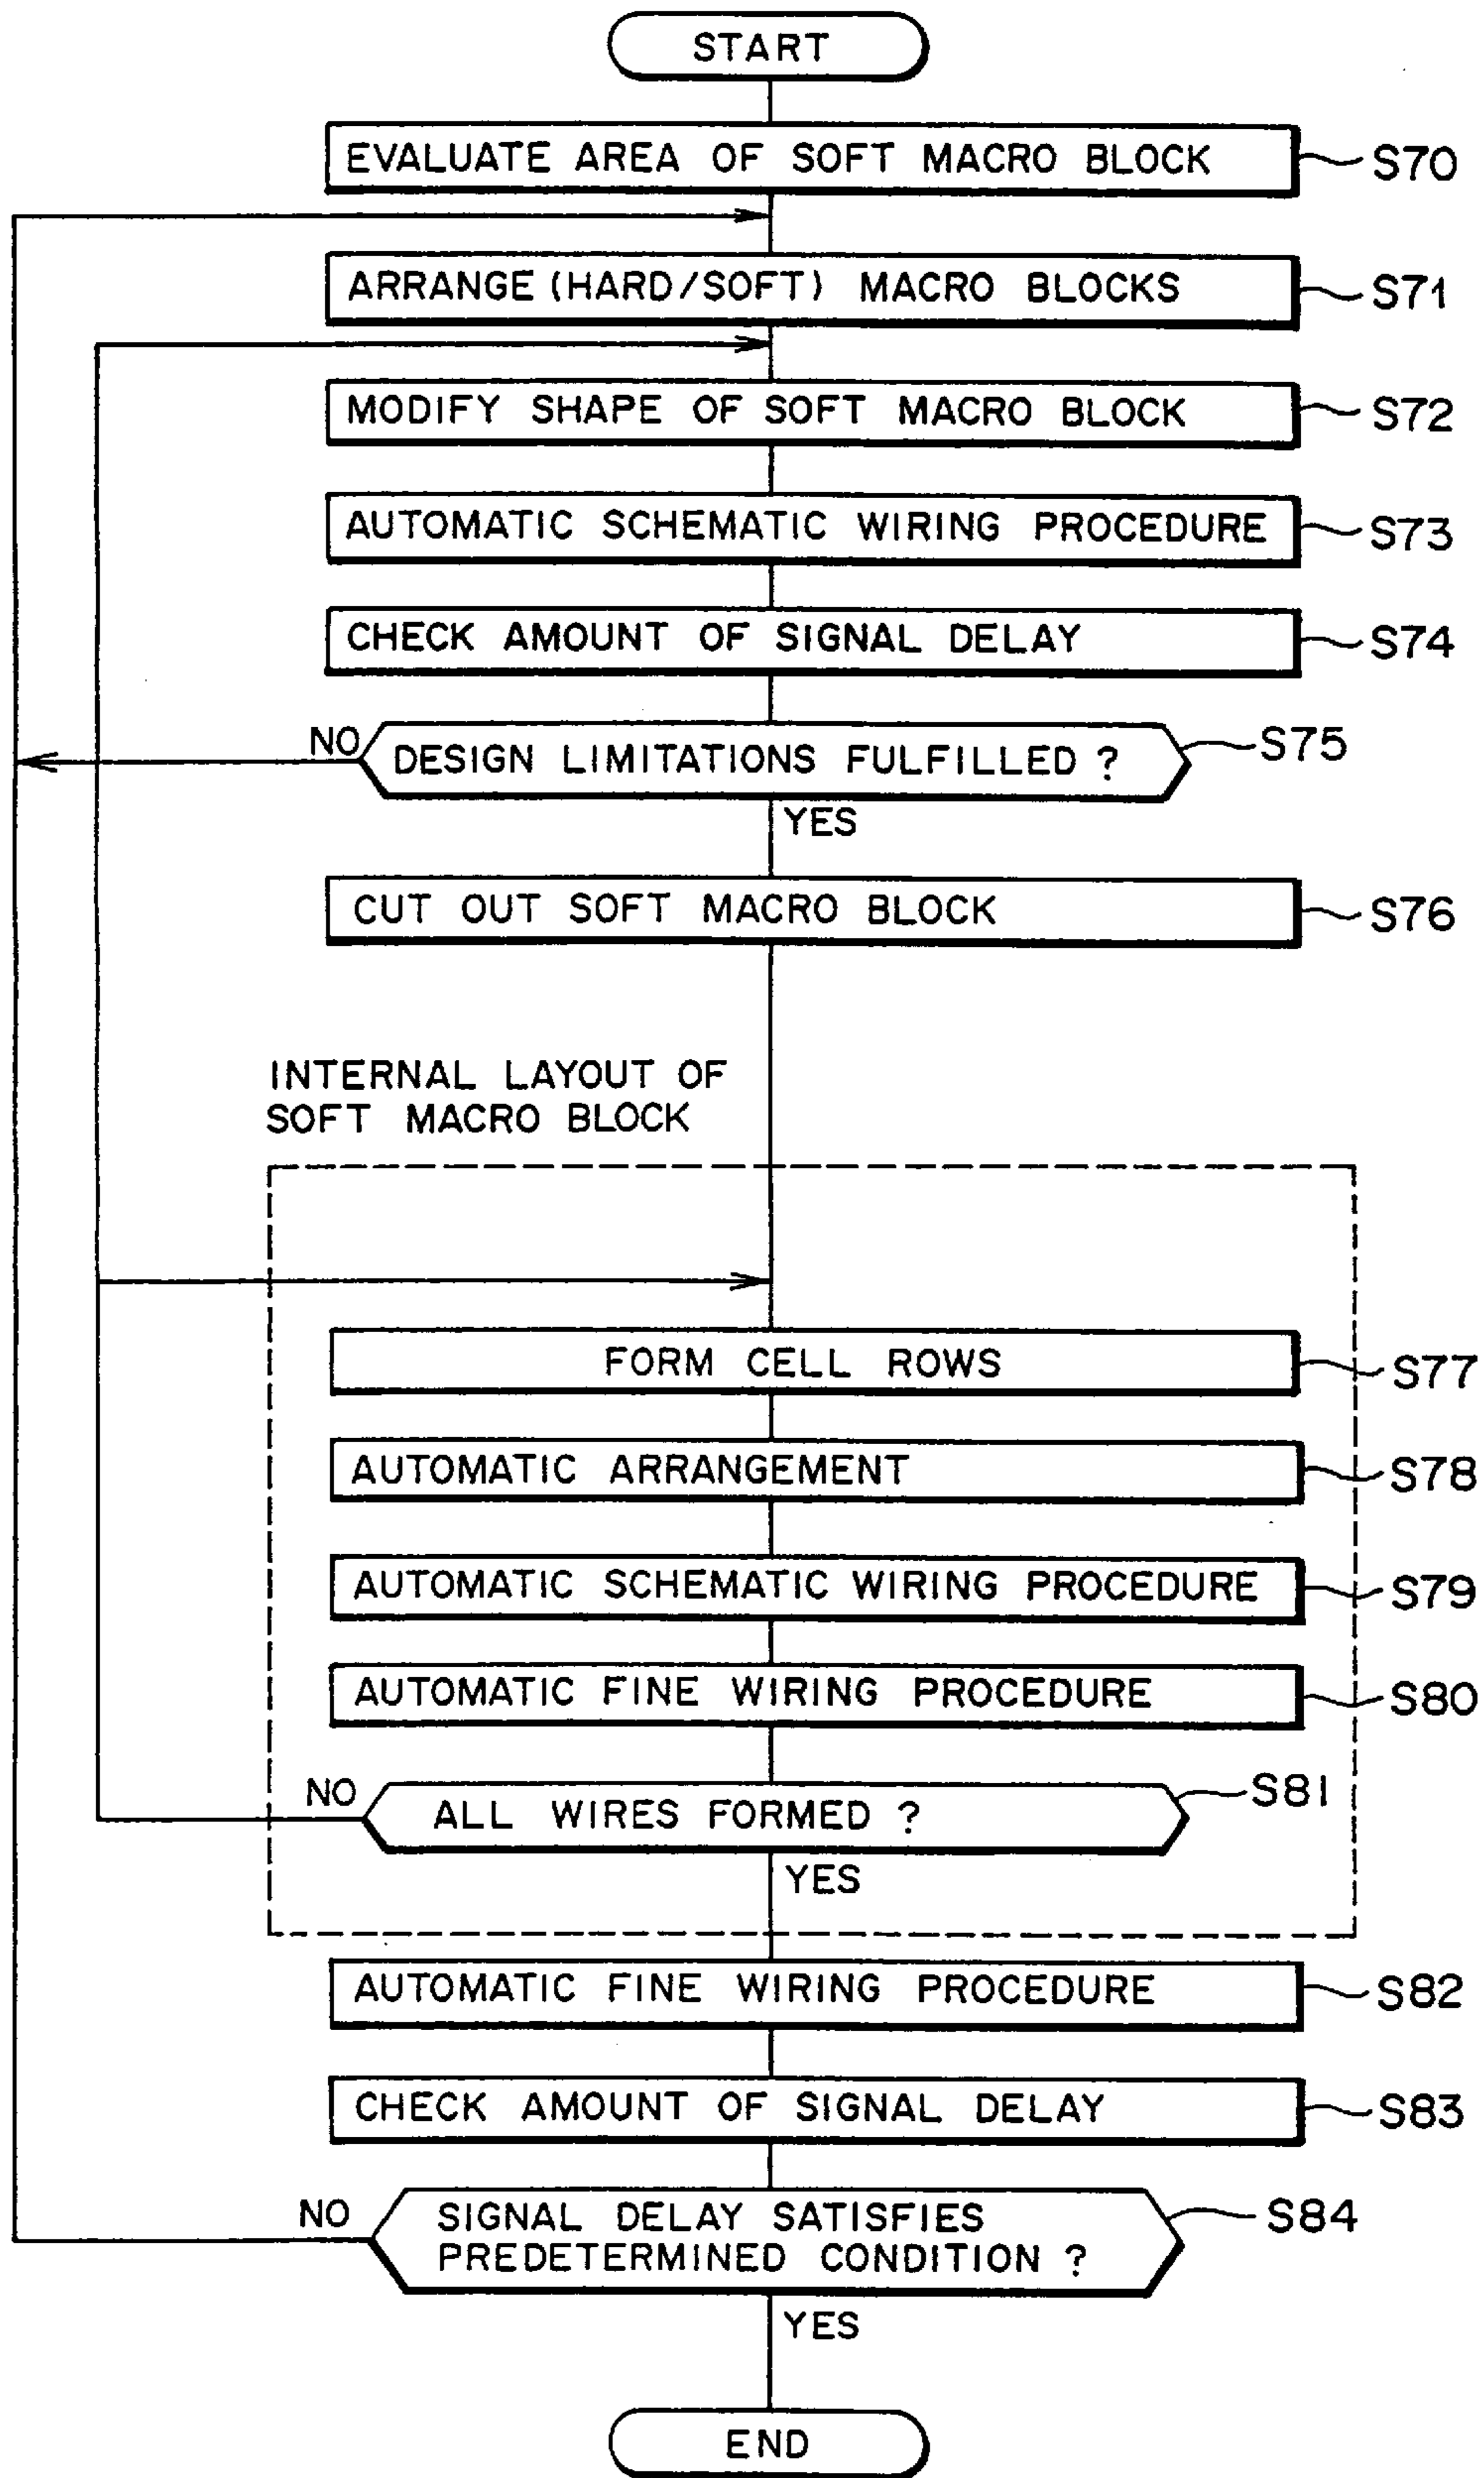 START
EVALUATE AREA OF SOFT MACRO BLOCK
S70
ARRANGE (HARD/SOFT) MACRO BLOCKS
S71
MODIFY SHAPE OF SOFT MACRO BLOCK
S72
AUTOMATIC SCHEMATIC WIRING PROCEDURE
S73
CHECK AMOUNT OF SIGNAL DELAY
S74
NO
DESIGN LIMITATIONS FULFILLED ?
S75
YES
CUT OUT SOFT MACRO BLOCK
S76
INTERNAL LAYOUT OF
SOFT MACRO BLOCK
FORM CELL ROWS
S77
AUTOMATIC ARRANGEMENT
S78
AUTOMATIC SCHEMATIC WIRING PROCEDURE
S79
AUTOMATIC FINE WIRING PROCEDURE
S80
NO
ALL WIRES FORMED ?
S81
YES
AUTOMATIC FINE WIRING PROCEDURE
S82
CHECK AMOUNT OF SIGNAL DELAY
S83
NO
SIGNAL DELAY SATISFIES
PREDETERMINED CONDITION ?
S84
YES
END